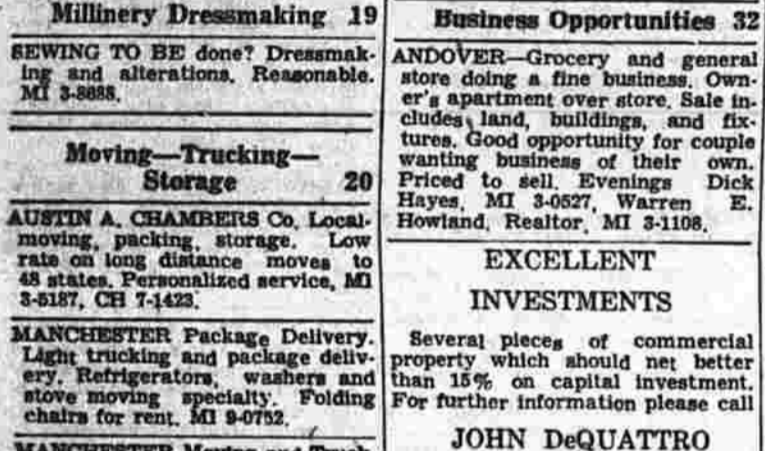 Millinery Dressmaking 19
SEWING TO BE done? Dressmak-
ing and alterations. Reasonable.
MI 3-8688.
Moving—Trucking—
Storage 20
AUSTIN A. CHAMBERS Co. Local-
moving, packing, storage. Low
rate on long distance moves to
48 states. Personalized service, MI
3-5187, CH 7-1423.
MANCHESTER Package Delivery.
Light trucking and package deliv-
ery. Refrigerators, washers and
stove moving specialty. Folding
chairs for rent. MI 9-0752.
MANCHESTER Moving and Truck-
Business Opportunities 32
ANDOVER—Grocery and general
store doing a fine business. Own-
er's apartment over store. Sale in-
cludes land, buildings, and fix-
tures. Good opportunity for couple
wanting business of their own.
Priced to sell. Evenings Dick
Hayes, MI 3-0527, Warren E.
Howland, Realtor, MI 3-1108.
EXCELLENT
INVESTMENTS
Several pieces of commercial
property which should net better
than 15% on capital investment.
For further information please call
JOHN DeQUATTRO